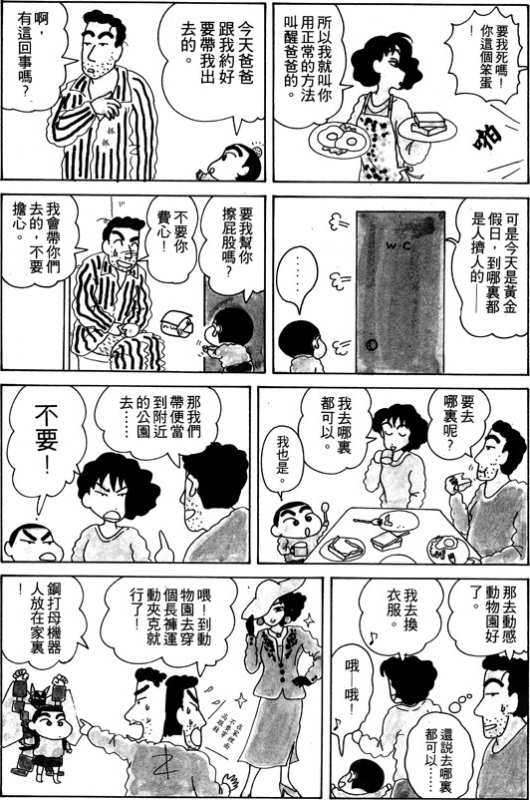 要我死嗎！
你這個笨蛋
！
所以我就叫你
用正常的方法
叫醒爸爸的。
啪
今天爸爸
跟我約好
要帶我出
去的。
啊！
有這回事嗎？
可是今天是黃金
假日，到哪裏都
是人擠人的──
WC
……
要我幫你
擦屁股嗎？
不要你
費心！
我會帶你們
去的，不要
擔心。
要去
哪裏呢？
我去哪裏
都可以。
我也是。
那我們
帶便當
到附近
的公園
去……
不要！
那去動感
動物園好
了。
我去換
衣服。♪
還說去哪裏
都可以……
哦─哦！
喂！到動
物園去穿
個長褲運
動夾克就
行了！
鋼打母機器
人放在家裏
！